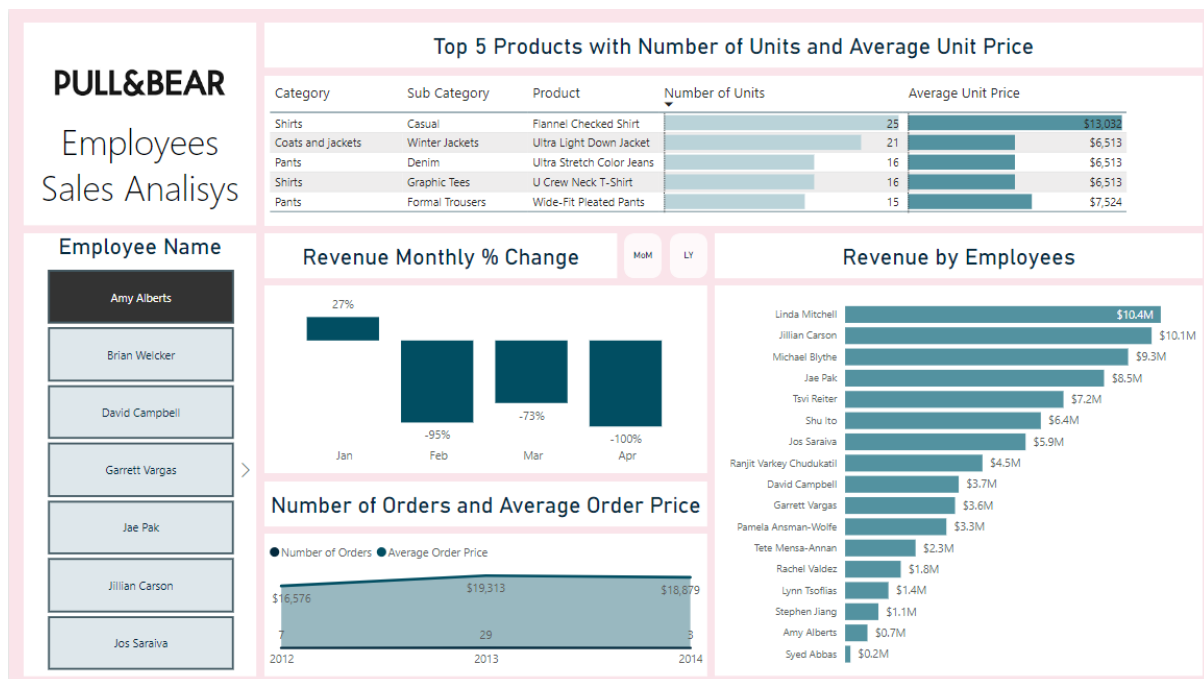 PULL&BEAR
Employees
Sales Analisys
Top 5 Products with Number of Units and Average Unit Price
Category Sub Category Product Number of Units Average Unit Price
Shirts Casual Flannel Checked Shirt 25 $13,032
Coats and jackets Winter Jackets Ultra Light Down Jacket 21 $6,513
Pants Denim Ultra Stretch Color Jeans 16 $6,513
Shirts Graphic Tees U Crew Neck T-Shirt 16 $6,513
Pants Formal Trousers Wide-Fit Pleated Pants 15 $7,524
Employee Name
Amy Alberts
Brian Welcker
David Campbell
Garrett Vargas
Jae Pak
Jillian Carson
Jos Saraiva
Revenue Monthly % Change
MoM LY
27%
-95%
-73%
-100%
Jan Feb Mar Apr
Number of Orders and Average Order Price
Number of Orders Average Order Price
$16,576 $19,313 $18,879
7 29 3
2012 2013 2014
Revenue by Employees
Linda Mitchell $10.4M
Jillian Carson $10.1M
Michael Blythe $9.3M
Jae Pak $8.5M
Tsvi Reiter $7.2M
Shu Ito $6.4M
Jos Saraiva $5.9M
Ranjit Varkey Chudukatil $4.5M
David Campbell $3.7M
Garrett Vargas $3.6M
Pamela Ansman-Wolfe $3.3M
Tete Mensa-Annan $2.3M
Rachel Valdez $1.8M
Lynn Tsoflias $1.4M
Stephen Jiang $1.1M
Amy Alberts $0.7M
Syed Abbas $0.2M